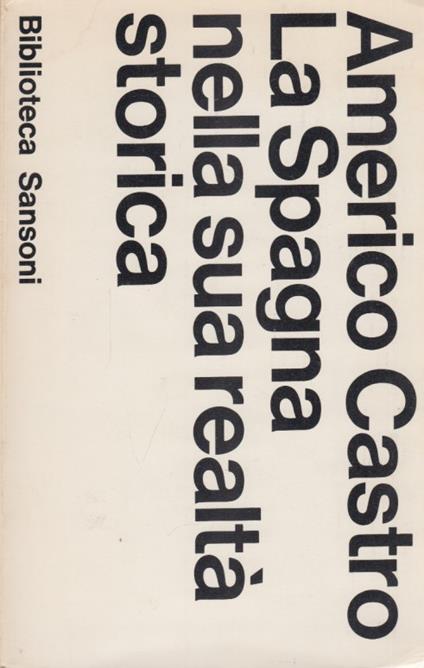 Americo Castro
La Spagna
nella sua realtà
storica
Biblioteca Sansoni